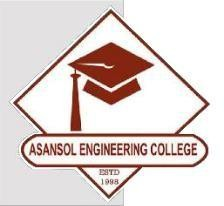 ASANSOL ENGINEERING COLLEGE
ESTD
1998